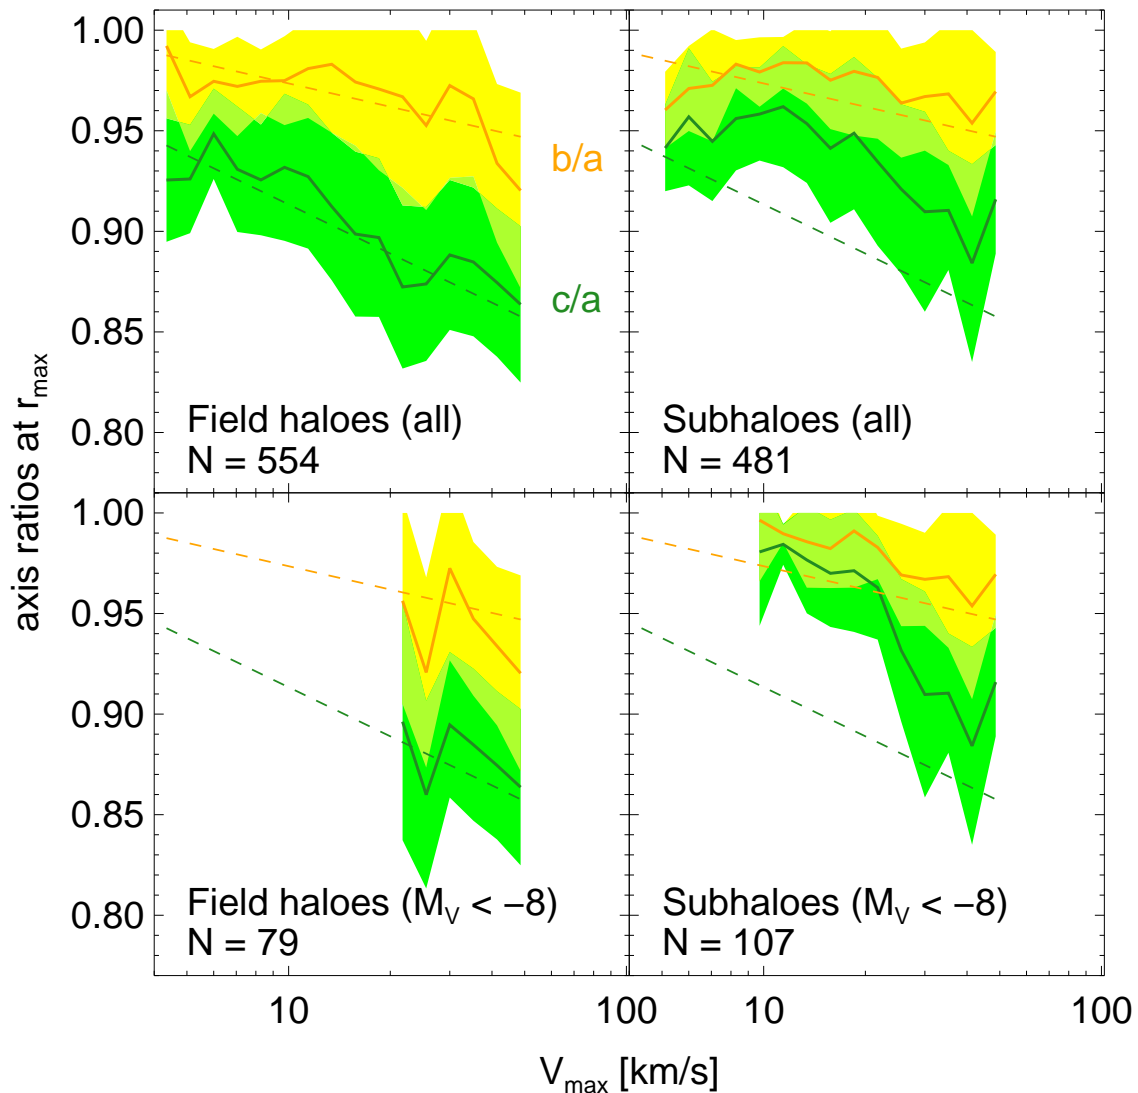 axis ratios at r_max
1.00
0.95
0.90
0.85
0.80
b/a
c/a
Field haloes (all)
N = 554
Subhaloes (all)
N = 481
1.00
0.95
0.90
0.85
0.80
Field haloes (M_V < −8)
N = 79
Subhaloes (M_V < −8)
N = 107
10 100 10 100
V_max [km/s]